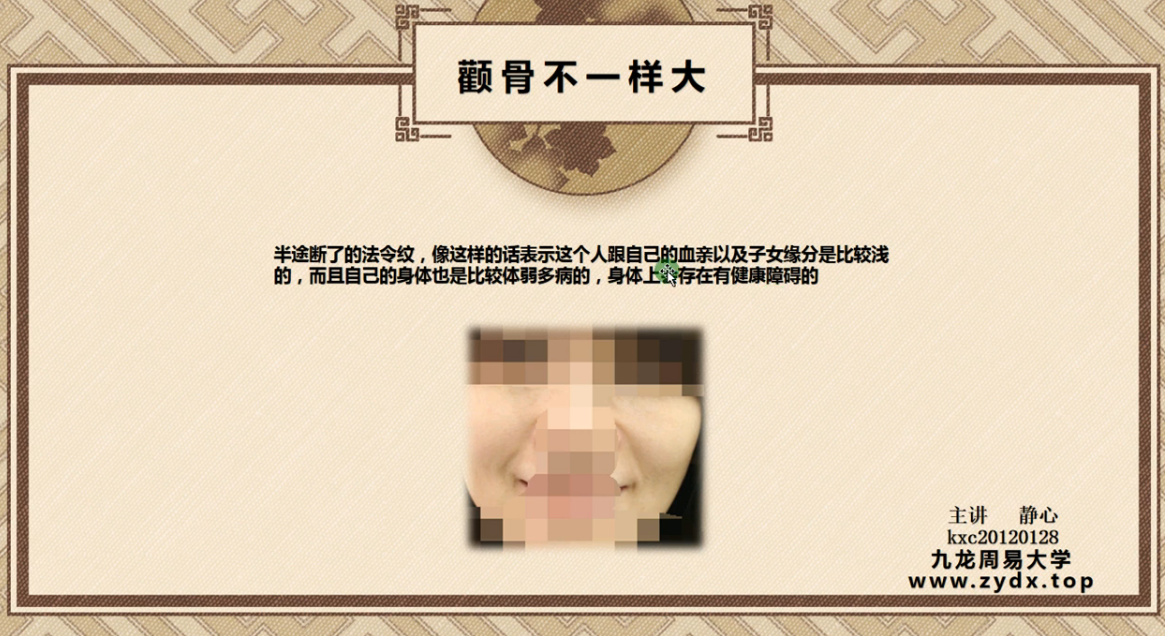 颧骨不一样大
半途断了的法令纹，像这样的话表示这个人跟自己的血亲以及子女缘分是比较浅
的，而且自己的身体也是比较体弱多病的，身体上存在有健康障碍的
主讲 静心
kxc20120128
九龙周易大学
www.zydx.top